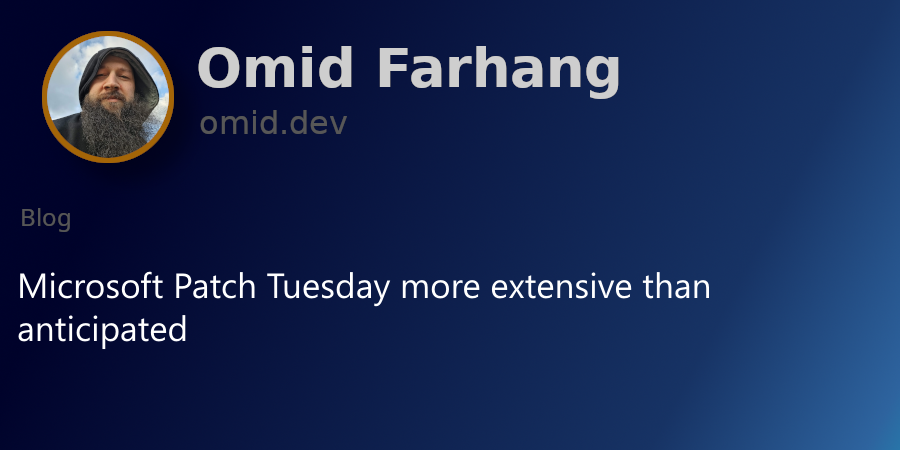 Omid Farhang
omid.dev
Blog
Microsoft Patch Tuesday more extensive than
anticipated